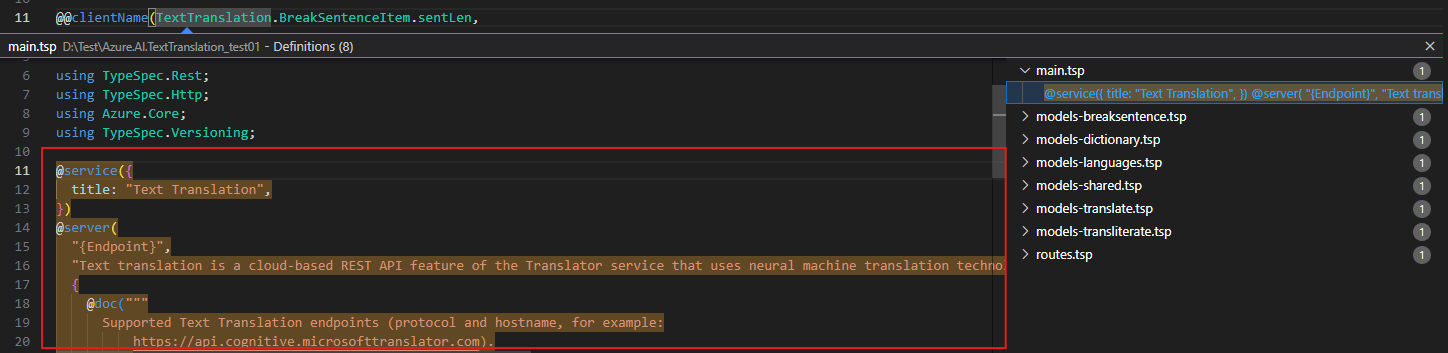 11 @@clientName(TextTranslation.BreakSentenceItem.sentLen,
main.tsp D:\Test\Azure.AI.TextTranslation_test01 - Definitions (8)
6 using TypeSpec.Rest;
7 using TypeSpec.Http;
8 using Azure.Core;
9 using TypeSpec.Versioning;
10
11 @service({
12 title: "Text Translation",
13 })
14 @server(
15 "{Endpoint}",
16 "Text translation is a cloud-based REST API feature of the Translator service that uses neural machine translation techno
17 {
18 @doc("""
19 Supported Text Translation endpoints (protocol and hostname, for example:
20 https://api.cognitive.microsofttranslator.com).
main.tsp 1
@service({ title: "Text Translation", }) @server( "{Endpoint}", "Text trans
models-breaksentence.tsp 1
models-dictionary.tsp 1
models-languages.tsp 1
models-shared.tsp 1
models-translate.tsp 1
models-transliterate.tsp 1
routes.tsp 1